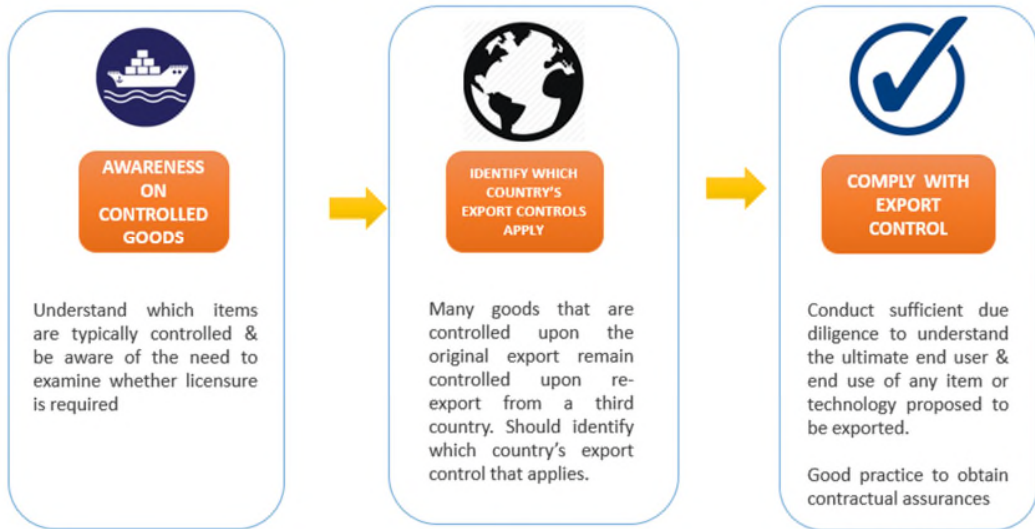 AWARENESS
ON
CONTROLLED
GOODS
Understand which items
are typically controlled &
be aware of the need to
examine whether licensure
is required
IDENTIFY WHICH
COUNTRY'S
EXPORT CONTROLS
APPLY
Many goods that are
controlled upon the
original export remain
controlled upon re-
export from a third
country. Should identify
which country's export
control that applies.
COMPLY WITH
EXPORT
CONTROL
Conduct sufficient due
diligence to understand
the ultimate end user &
end use of any item or
technology proposed to
be exported.
Good practice to obtain
contractual assurances